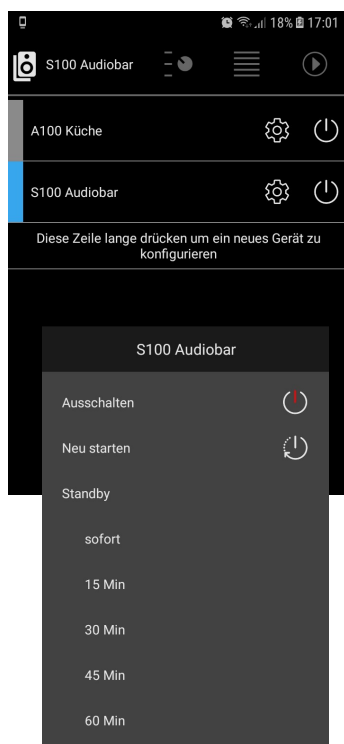 18% 17:01
S100 Audiobar
A100 Küche
S100 Audiobar
Diese Zeile lange drücken um ein neues Gerät zu
konfigurieren
S100 Audiobar
Ausschalten
Neu starten
Standby
sofort
15 Min
30 Min
45 Min
60 Min